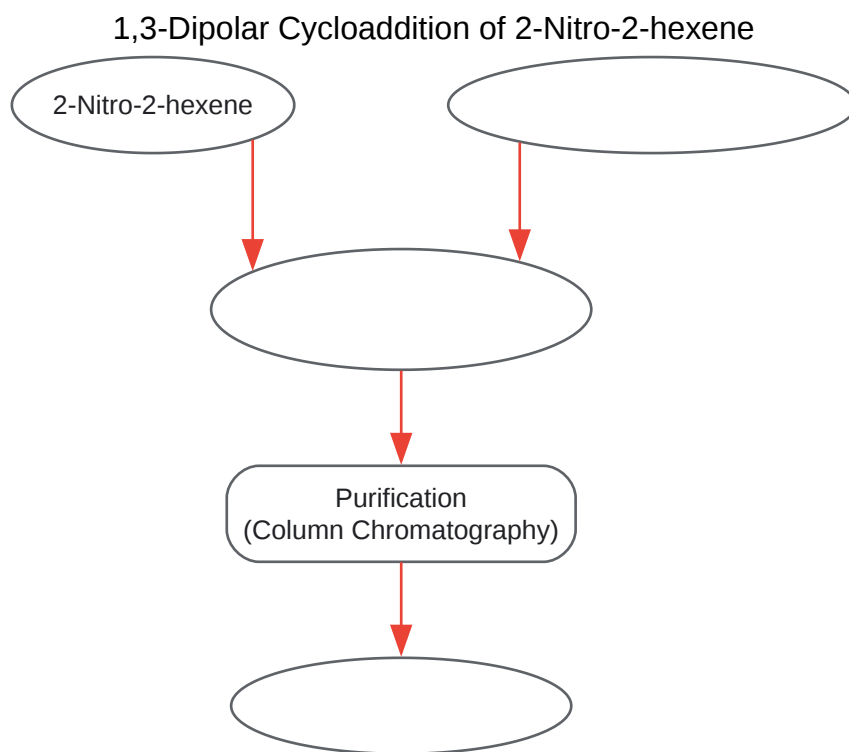 1,3-Dipolar Cycloaddition of 2-Nitro-2-hexene
2-Nitro-2-hexene
Purification
(Column Chromatography)